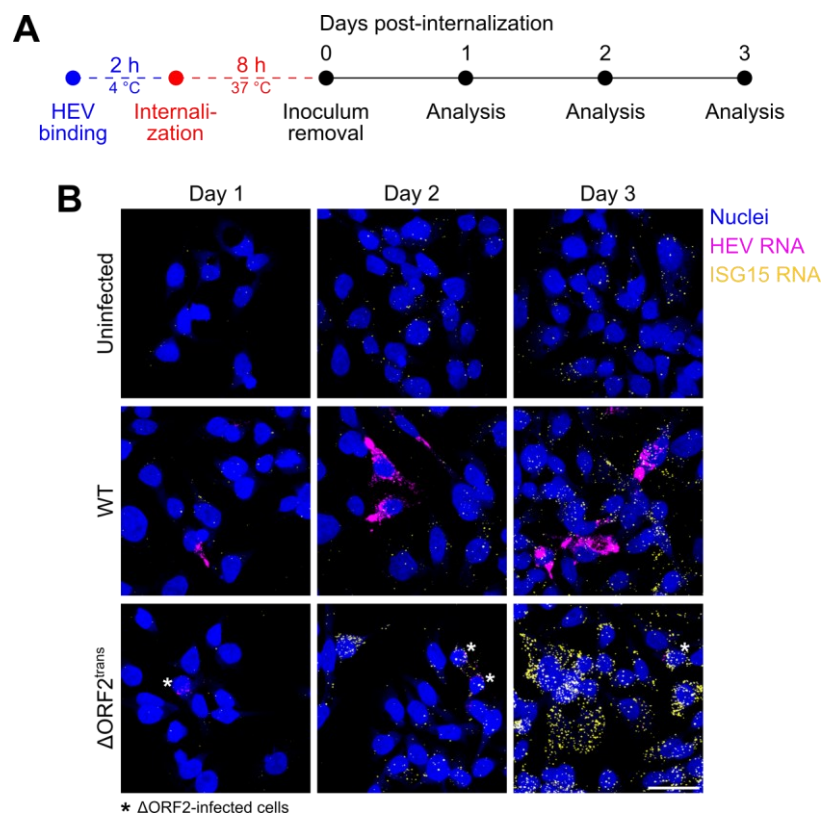 A
Days post-internalization
0 1 2 3
2 h 8 h
4 °C 37 °C
HEV binding
Internali-zation
Inoculum removal
Analysis
Analysis
Analysis
B
Day 1 Day 2 Day 3
Nuclei
HEV RNA
ISG15 RNA
Uninfected
WT
ΔORF2trans
*
*
*
*
* ΔORF2-infected cells